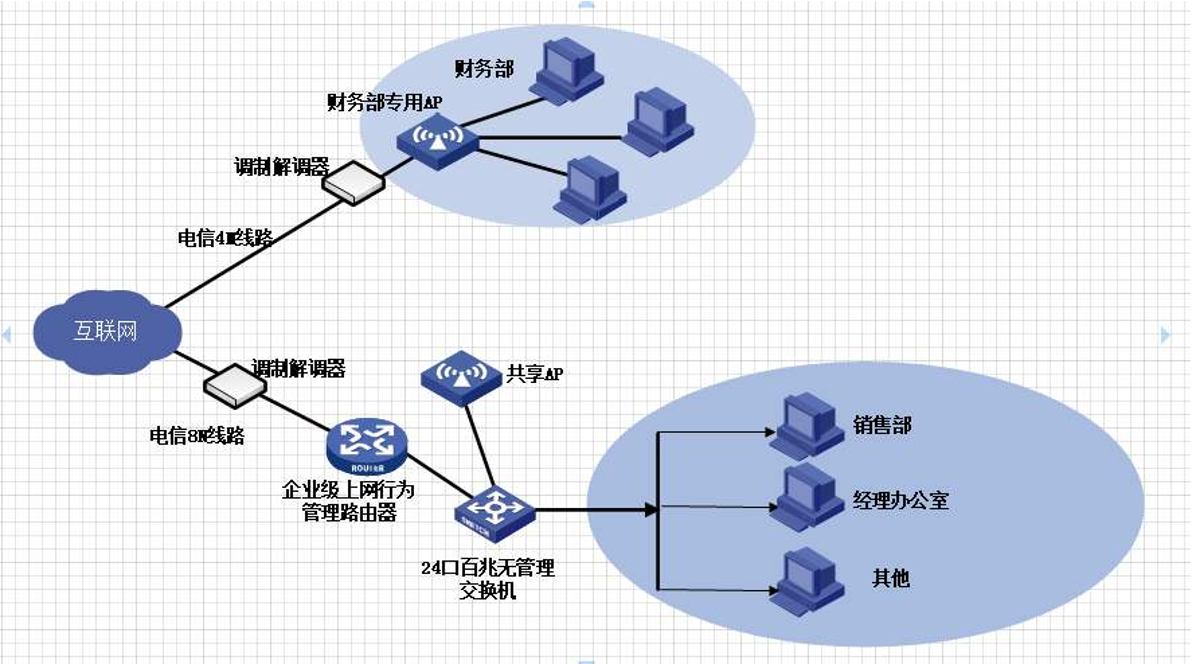 财务部
财务部专用AP
调制解调器
电信4M线路
互联网
调制解调器
共享AP
电信8M线路
ROUTER
企业级上网行为
管理路由器
SWITCH
24口百兆无管理
交换机
销售部
经理办公室
其他